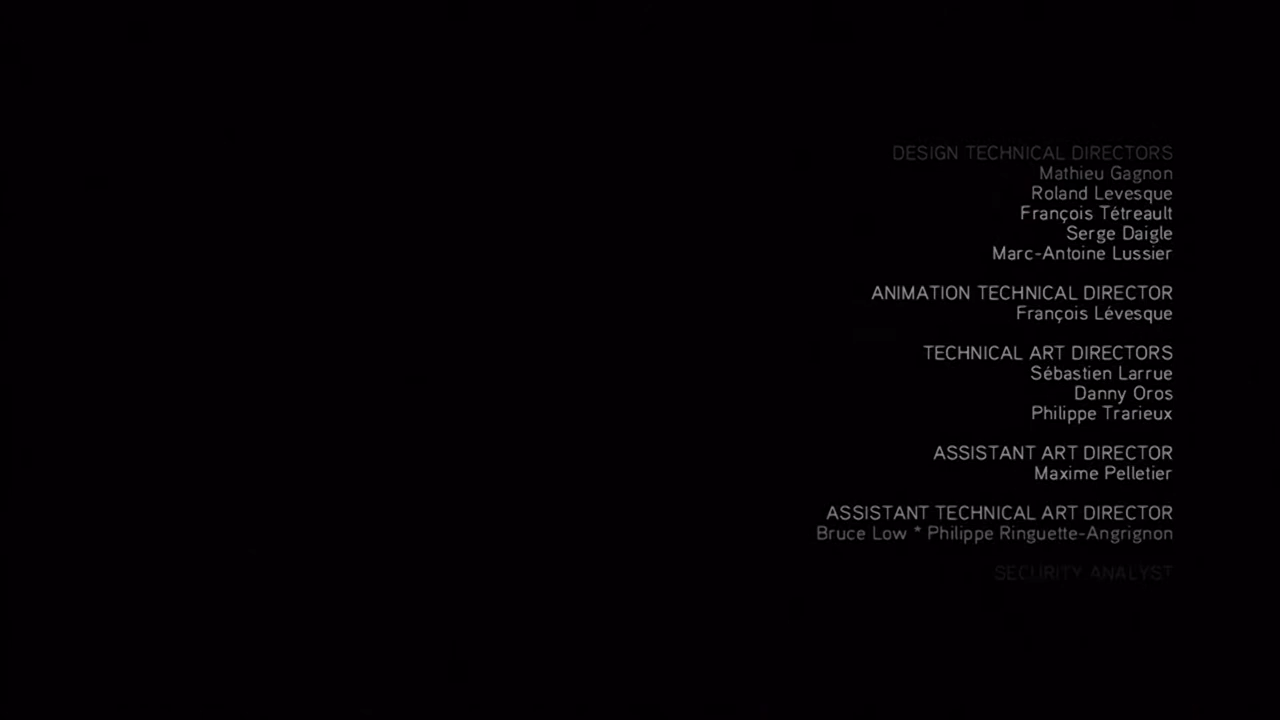 DESIGN TECHNICAL DIRECTORS
Mathieu Gagnon
Roland Levesque
François Tétreault
Serge Daigle
Marc-Antoine Lussier
ANIMATION TECHNICAL DIRECTOR
François Lévesque
TECHNICAL ART DIRECTORS
Sébastien Larrue
Danny Oros
Philippe Trarieux
ASSISTANT ART DIRECTOR
Maxime Pelletier
ASSISTANT TECHNICAL ART DIRECTOR
Bruce Low * Philippe Ringuette-Angrignon
SECURITY ANALYST